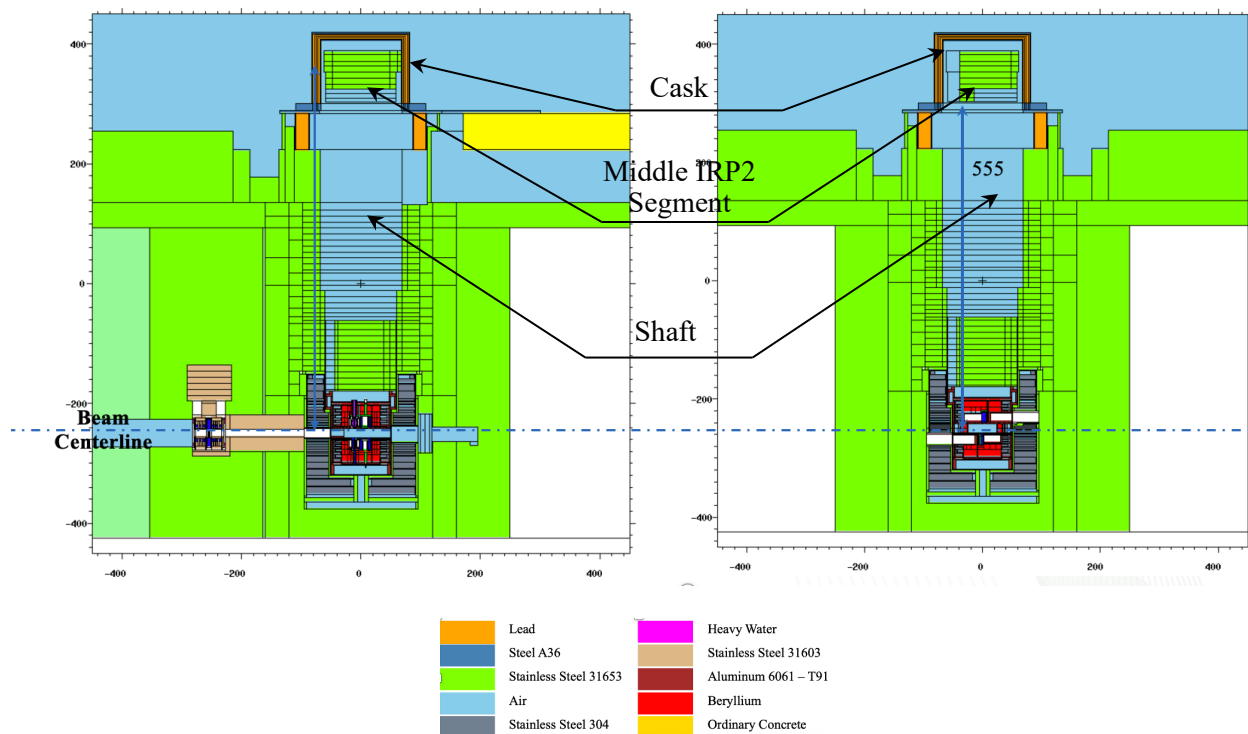 400
200
0
−200
−400
−400
−200
0
200
400
400
200
0
−200
−400
−400
−200
0
200
400
Cask
Middle IRP2
Segment
555
Shaft
Beam
Centerline
Lead
Steel A36
Stainless Steel 31653
Air
Stainless Steel 304
Heavy Water
Stainless Steel 31603
Aluminum 6061 – T91
Beryllium
Ordinary Concrete